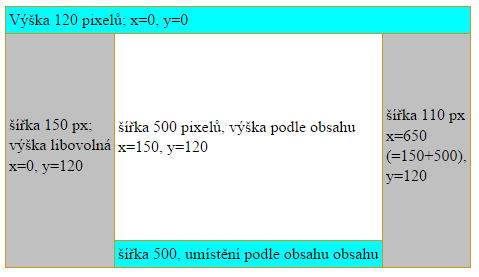 Výška 120 pixelů; x=0, y=0
šířka 150 px;
výška libovolná
x=0, y=120
šířka 500 pixelů, výška podle obsahu
x=150, y=120
šířka 110 px
x=650
(=150+500),
y=120
šířka 500, umístění podle obsahu obsahu